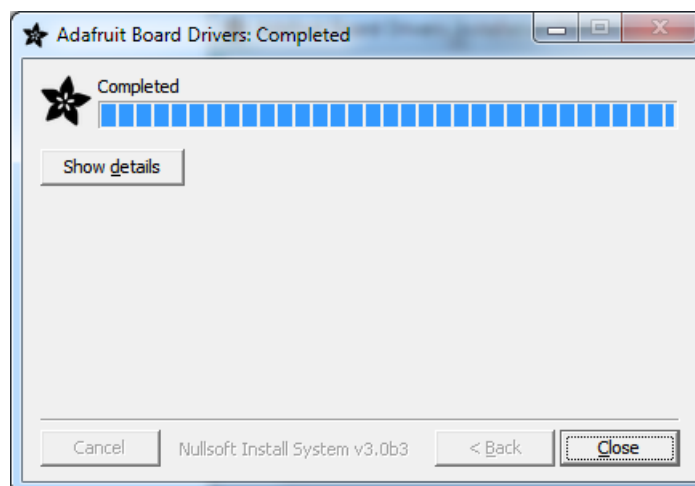 Adafruit Board Drivers: Completed
Completed
Show details
Cancel
Nullsoft Install System v3.0b3
< Back
Close